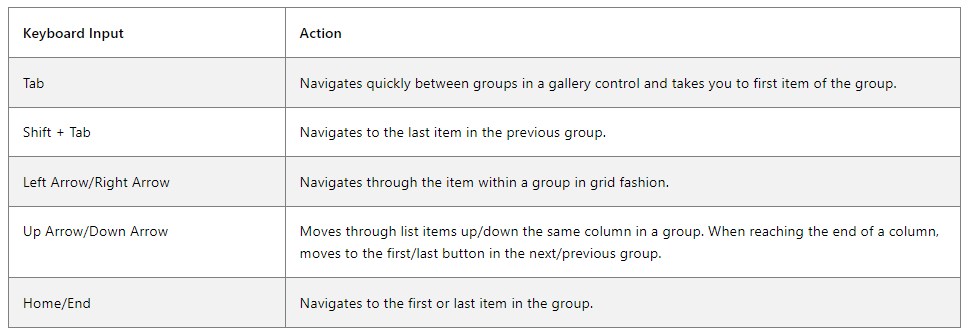 Keyboard Input
Action
Tab
Navigates quickly between groups in a gallery control and takes you to first item of the group.
Shift + Tab
Navigates to the last item in the previous group.
Left Arrow/Right Arrow
Navigates through the item within a group in grid fashion.
Up Arrow/Down Arrow
Moves through list items up/down the same column in a group. When reaching the end of a column,
moves to the first/last button in the next/previous group.
Home/End
Navigates to the first or last item in the group.